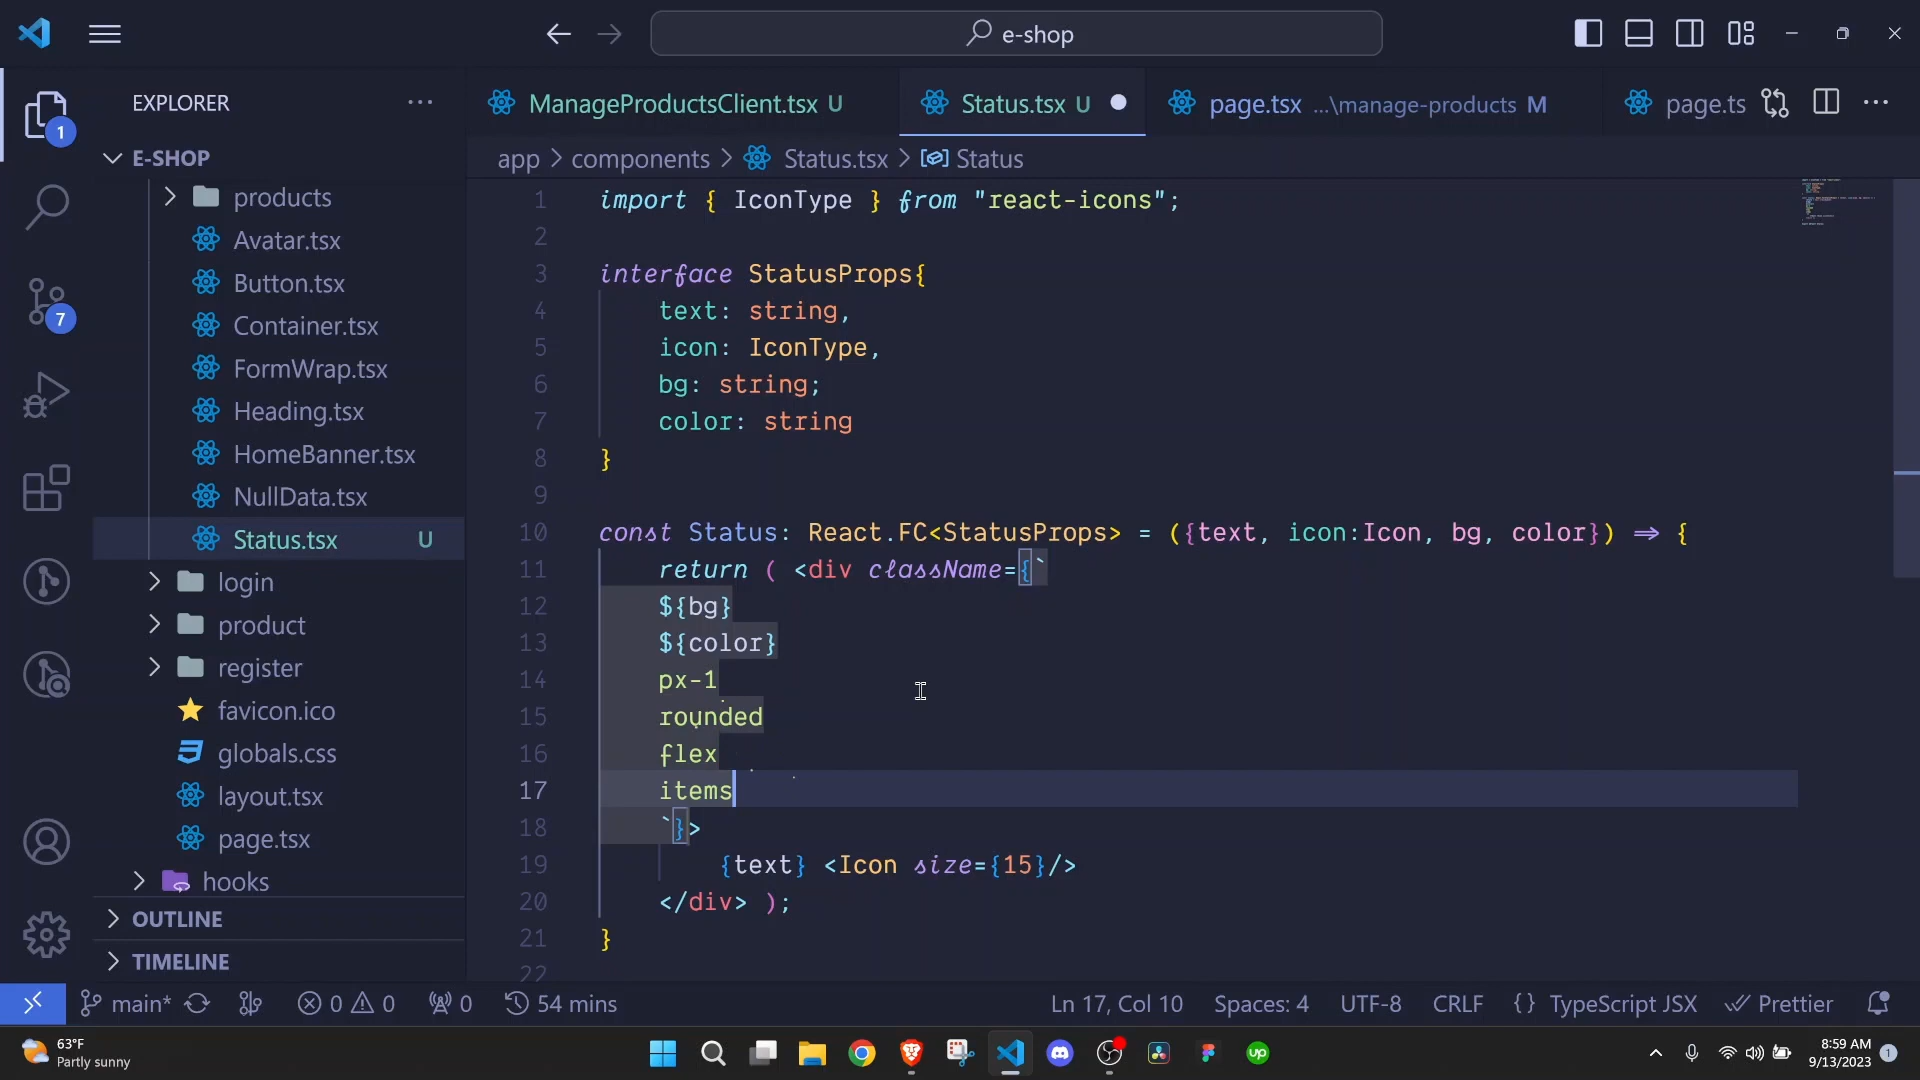 e-shop
EXPLORER
ManageProductsClient.tsx U
Status.tsx U
page.tsx ...\manage-products M
page.ts
1
E-SHOP
app > components > Status.tsx > Status
products
Avatar.tsx
Button.tsx
Container.tsx
FormWrap.tsx
Heading.tsx
HomeBanner.tsx
NullData.tsx
Status.tsx U
login
product
register
favicon.ico
globals.css
layout.tsx
page.tsx
hooks
OUTLINE
TIMELINE
7
1 import { IconType } from "react-icons";
2
3 interface StatusProps{
4 text: string,
5 icon: IconType,
6 bg: string;
7 color: string
8 }
9
10 const Status: React.FC<StatusProps> = ({text, icon:Icon, bg, color}) => {
11 return ( <div className={`
12 ${bg}
13 ${color}
14 px-1
15 rounded
16 flex
17 items
18 `}>
19 {text} <Icon size={15}/>
20 </div> );
21 }
22
main* 0 0 0 54 mins Ln 17, Col 10 Spaces: 4 UTF-8 CRLF {} TypeScript JSX Prettier
63°F
Partly sunny
up
8:59 AM
9/13/2023
1